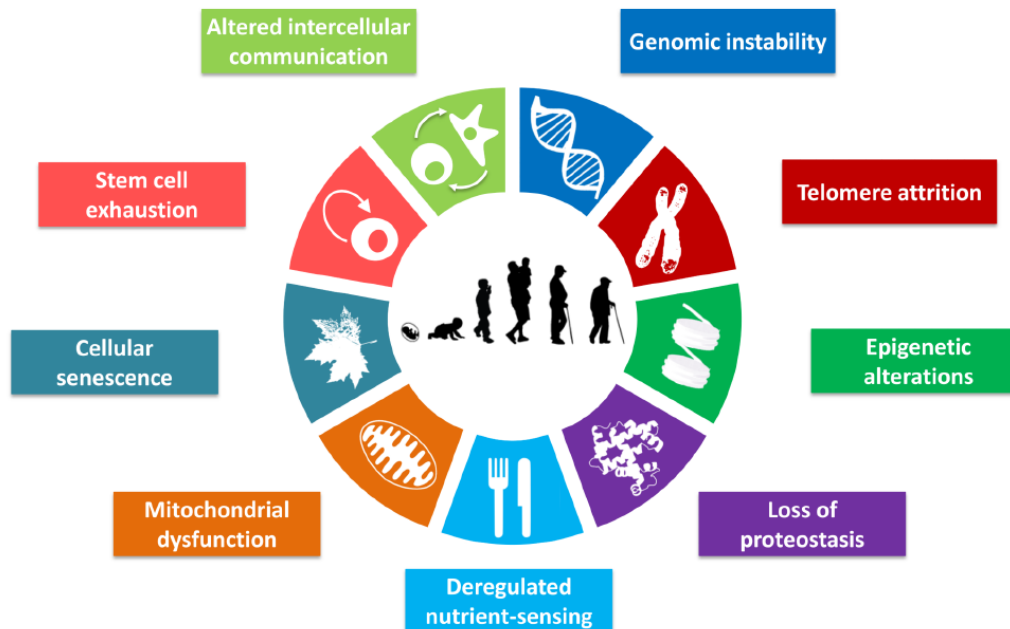 Altered intercellular
communication
Genomic instability
Stem cell
exhaustion
Telomere attrition
Cellular
senescence
Epigenetic
alterations
Mitochondrial
dysfunction
Loss of
proteostasis
Deregulated
nutrient-sensing